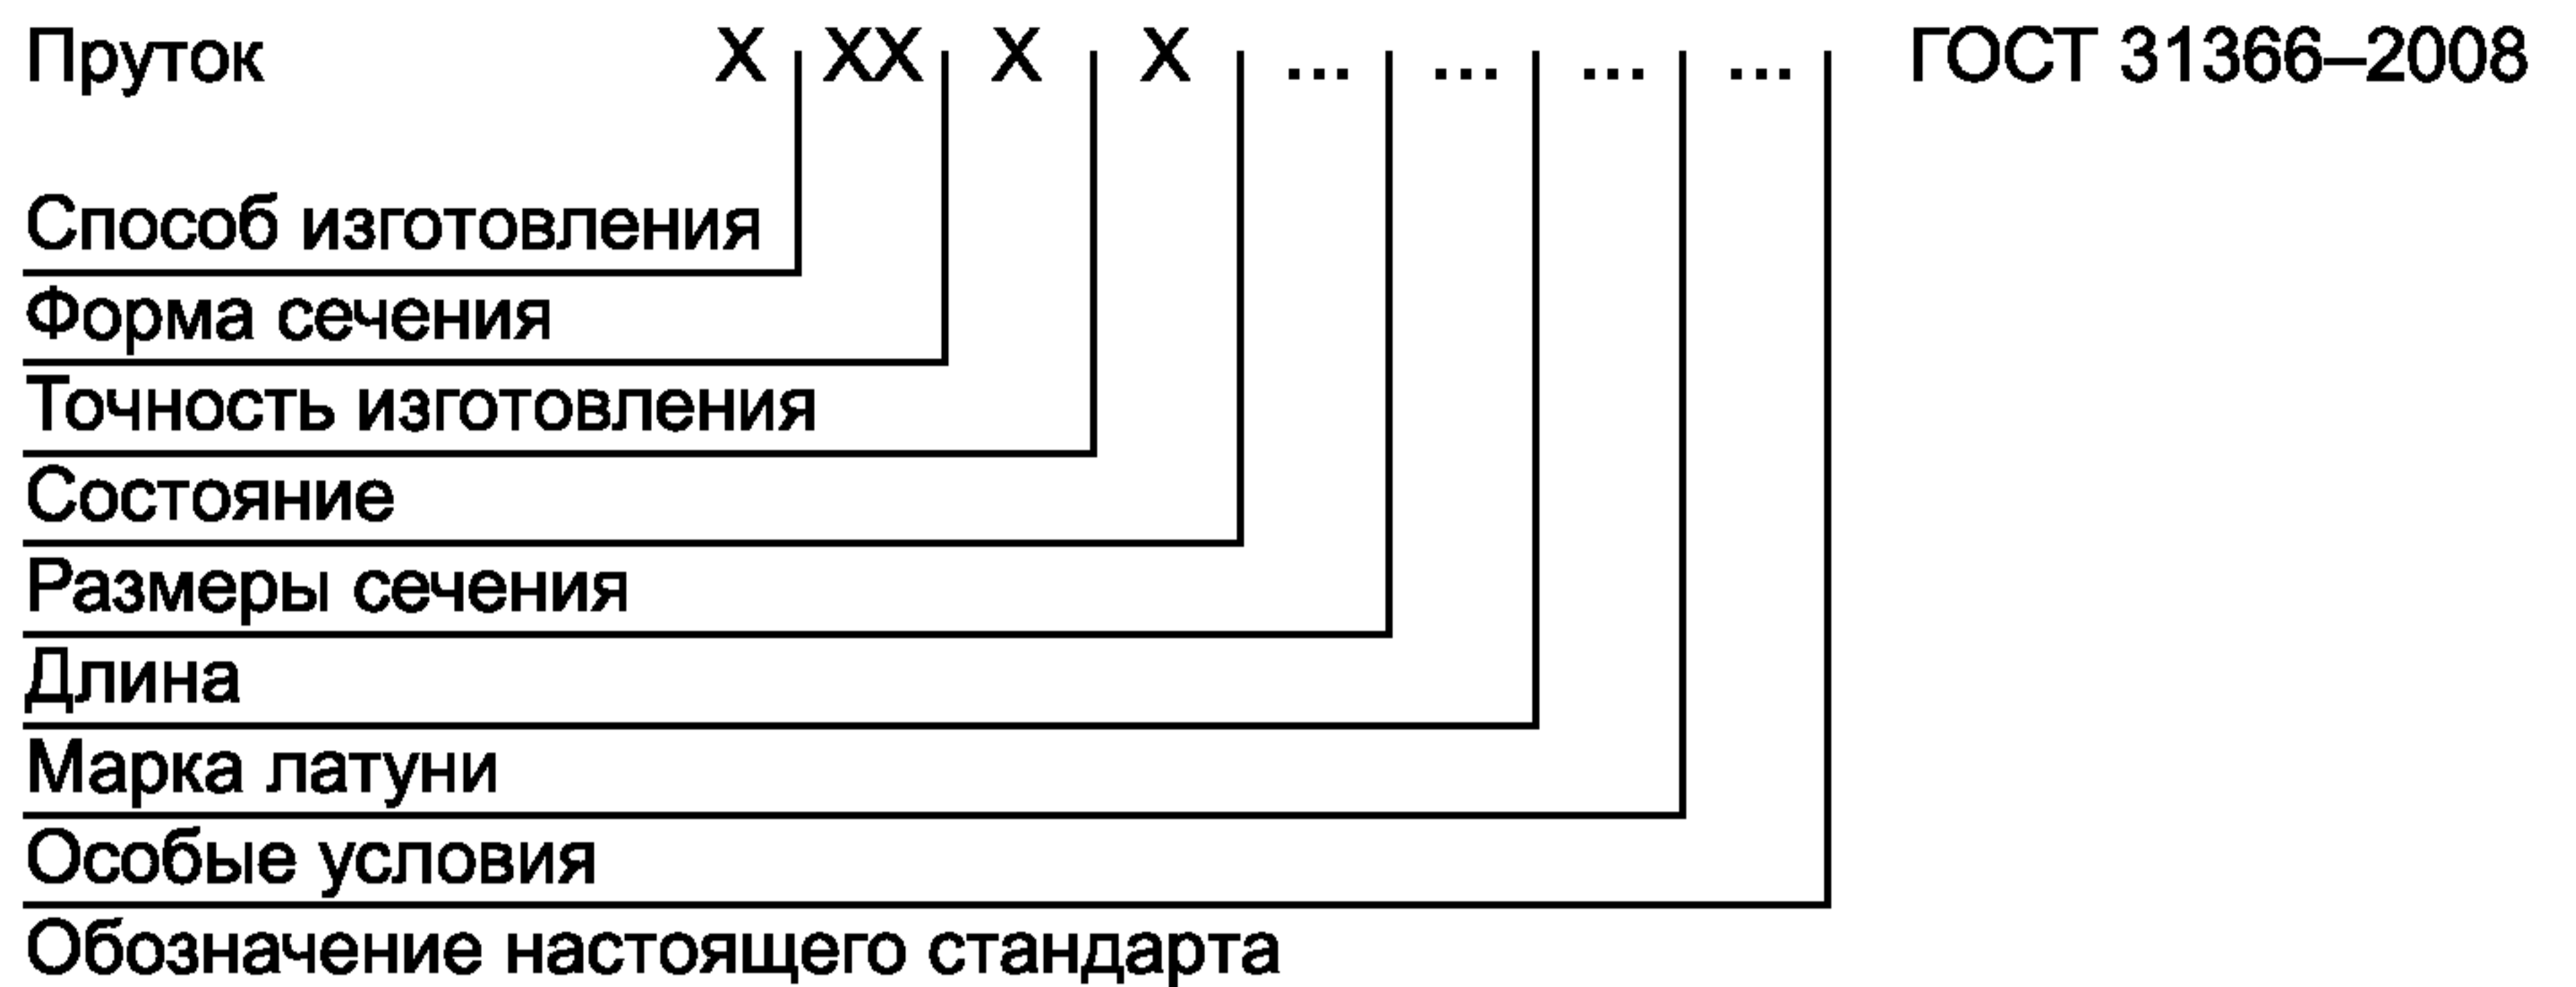 Пруток X XX X X ... ... ... ... ГОСТ 31366–2008
Способ изготовления
Форма сечения
Точность изготовления
Состояние
Размеры сечения
Длина
Марка латуни
Особые условия
Обозначение настоящего стандарта